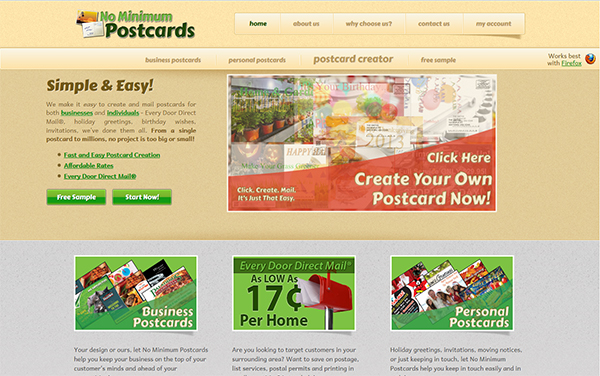 No Minimum
Postcards
home
about us
why choose us?
contact us
my account
business postcards
personal postcards
postcard creator
free sample
Works best
with Firefox
Simple & Easy!
We make it easy to create and mail postcards for
both businesses and individuals - Every Door Direct
Mail®, holiday greetings, birthday wishes,
invitations, we've done them all. From a single
postcard to millions, no project is too big or small!
Fast and Easy Postcard Creation
Affordable Rates
Every Door Direct Mail®
Free Sample
Start Now!
Click. Create. Mail.
It's Just That Easy.
Click Here
Create Your Own
Postcard Now!
Business
Postcards
Every Door Direct Mail®
As LOW As
17¢
Per Home
Personal
Postcards
Your design or ours, let No Minimum Postcards
help you keep your business on the top of your
customer's minds and ahead of your
Are you looking to target customers in your
surrounding area? Want to save on postage,
list services, postal permits and printing in
Holiday greetings, invitations, moving notices,
or just keeping in touch, let No Minimum
Postcards help you keep in touch easily and in